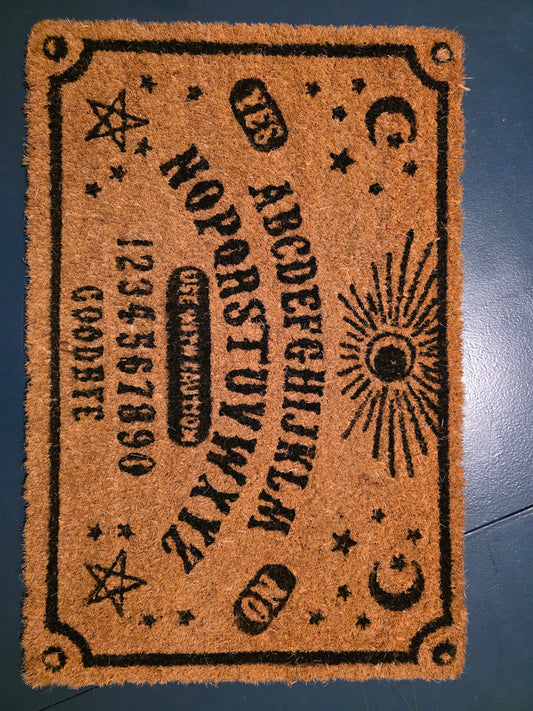 YES NO
ABCDEFGHIJKLM
NOPQRSTUVWXYZ
USE WITH CAUTION
1234567890
GOODBYE